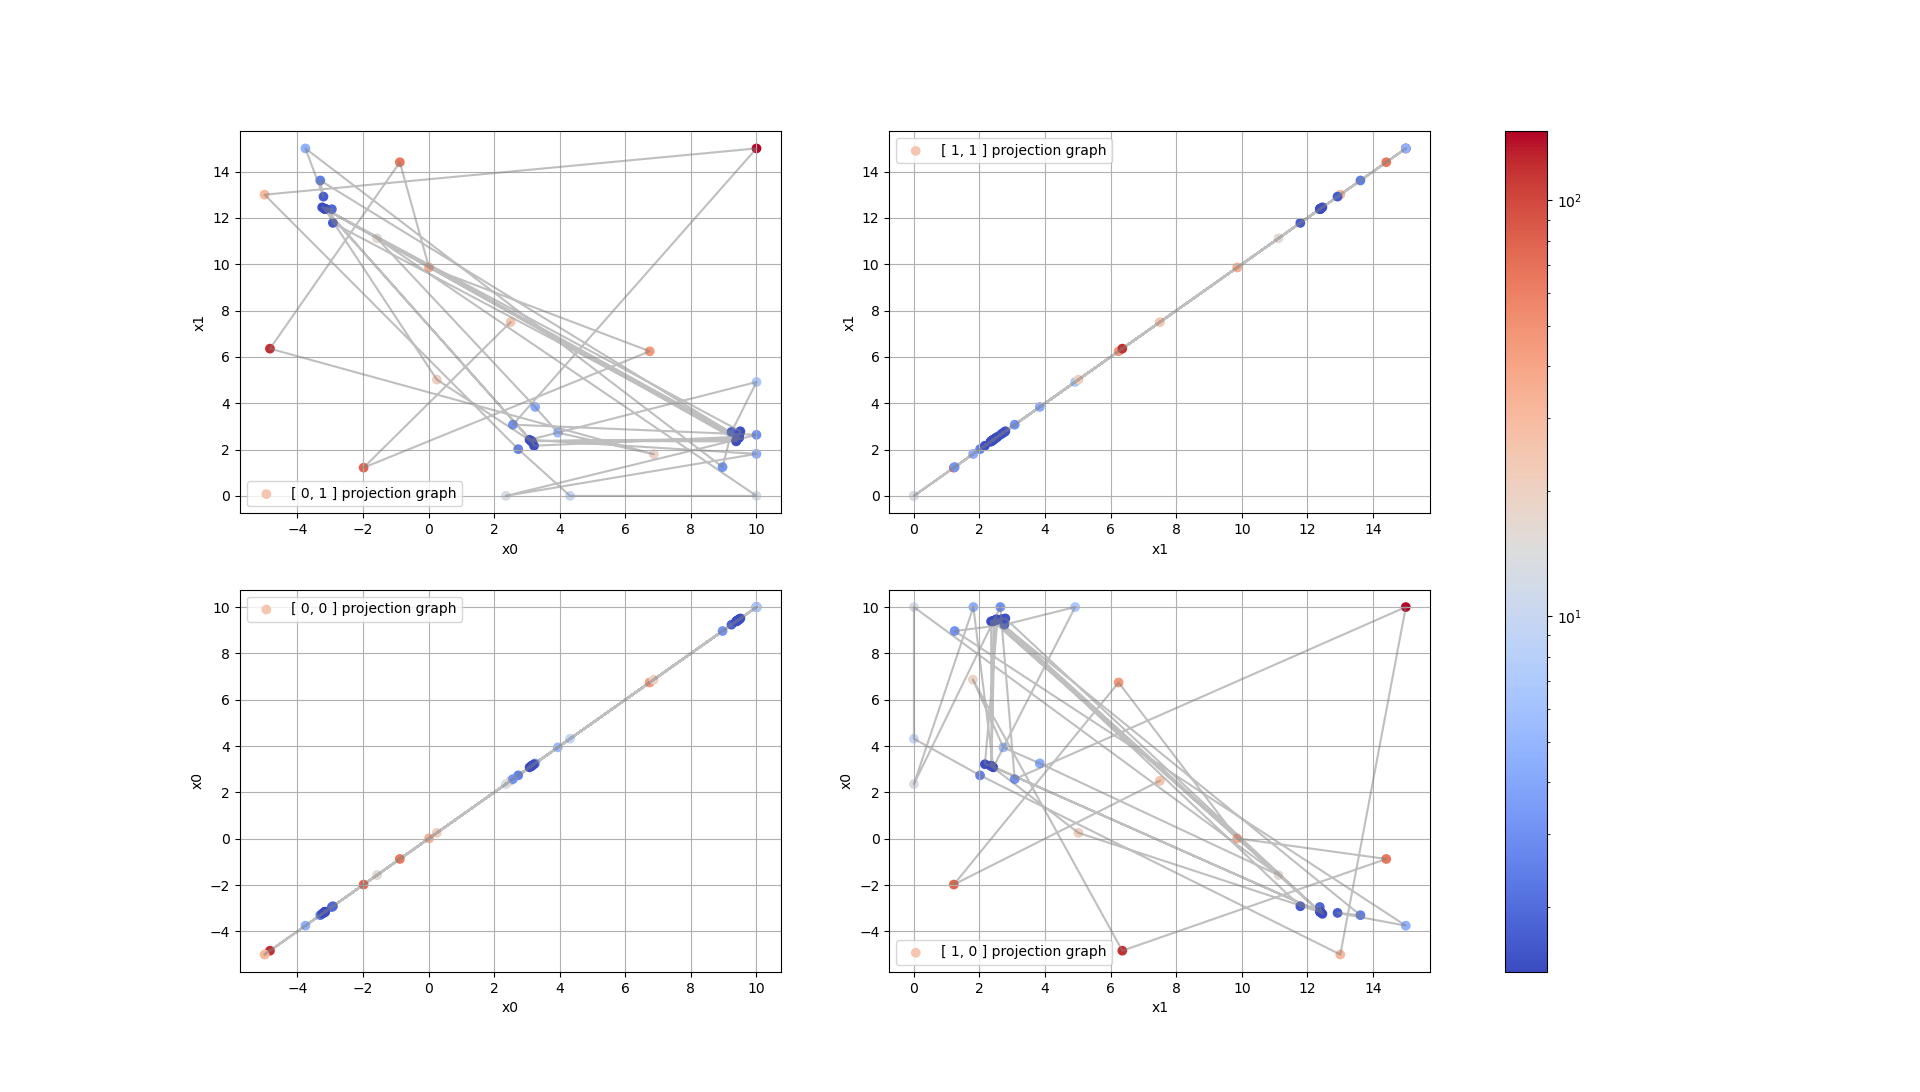 14
12
10
8
6
4
2
0
−4 −2 0 2 4 6 8 10
x0
x1
[ 0, 1 ] projection graph
14
12
10
8
6
4
2
0
0 2 4 6 8 10 12 14
x1
x1
[ 1, 1 ] projection graph
10
8
6
4
2
0
−2
−4
−4 −2 0 2 4 6 8 10
x0
x0
[ 0, 0 ] projection graph
10
8
6
4
2
0
−2
−4
0 2 4 6 8 10 12 14
x1
x0
[ 1, 0 ] projection graph
10²
10¹